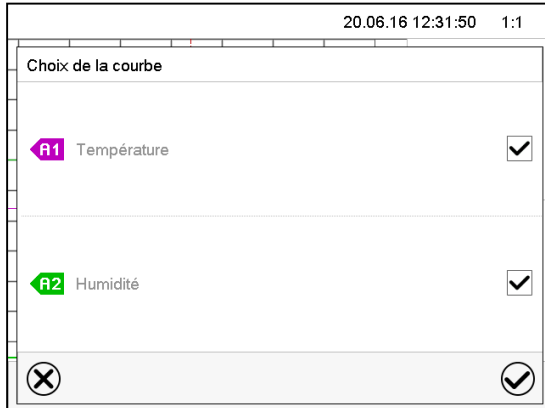 20.06.16 12:31:50 1:1
Choix de la courbe
A1 Température
A2 Humidité